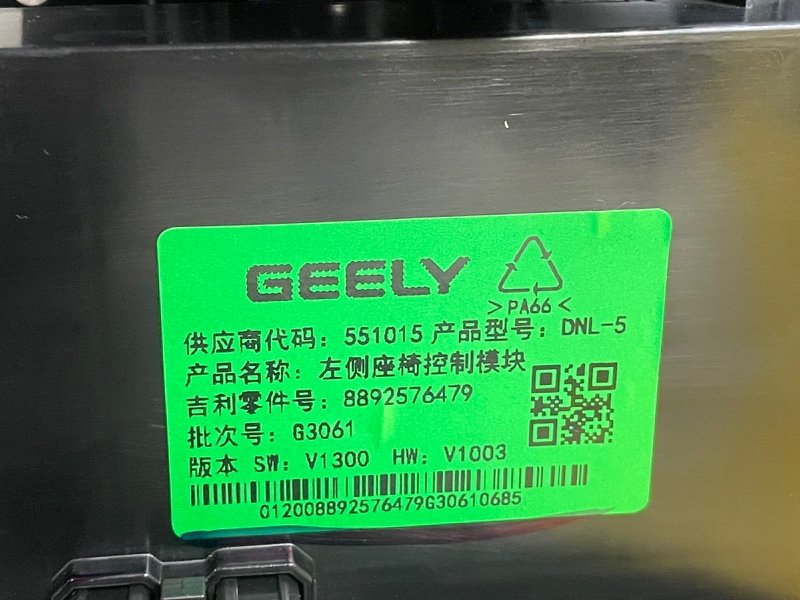 GEELY
>PA66<
供应商代码: 551015 产品型号: DNL-5
产品名称: 左侧座椅控制模块
吉利零件号: 8892576479
批次号: G3061
版本 SW: V1300 HW: V1003
0120088925764​79G30610685